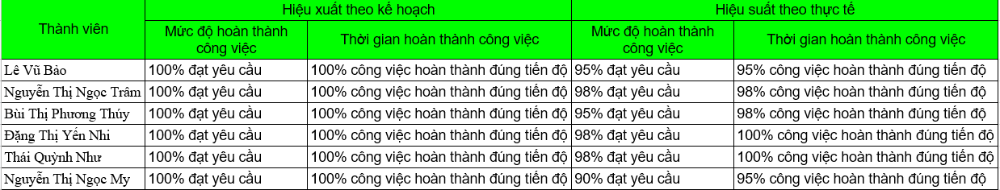 Thành viên
Hiệu xuất theo kế hoạch
Hiệu suất theo thực tế
Mức độ hoàn thành
công việc
Thời gian hoàn thành công việc
Mức độ hoàn thành
công việc
Thời gian hoàn thành công việc
Lê Vũ Bảo 100% đạt yêu cầu 100% công việc hoàn thành đúng tiến độ 95% đạt yêu cầu 95% công việc hoàn thành đúng tiến độ
Nguyễn Thị Ngọc Trâm 100% đạt yêu cầu 100% công việc hoàn thành đúng tiến độ 98% đạt yêu cầu 98% công việc hoàn thành đúng tiến độ
Bùi Thị Phương Thúy 100% đạt yêu cầu 100% công việc hoàn thành đúng tiến độ 95% đạt yêu cầu 98% công việc hoàn thành đúng tiến độ
Đặng Thị Yến Nhi 100% đạt yêu cầu 100% công việc hoàn thành đúng tiến độ 98% đạt yêu cầu 100% công việc hoàn thành đúng tiến độ
Thái Quỳnh Như 100% đạt yêu cầu 100% công việc hoàn thành đúng tiến độ 98% đạt yêu cầu 100% công việc hoàn thành đúng tiến độ
Nguyễn Thị Ngọc My 100% đạt yêu cầu 100% công việc hoàn thành đúng tiến độ 90% đạt yêu cầu 95% công việc hoàn thành đúng tiến độ